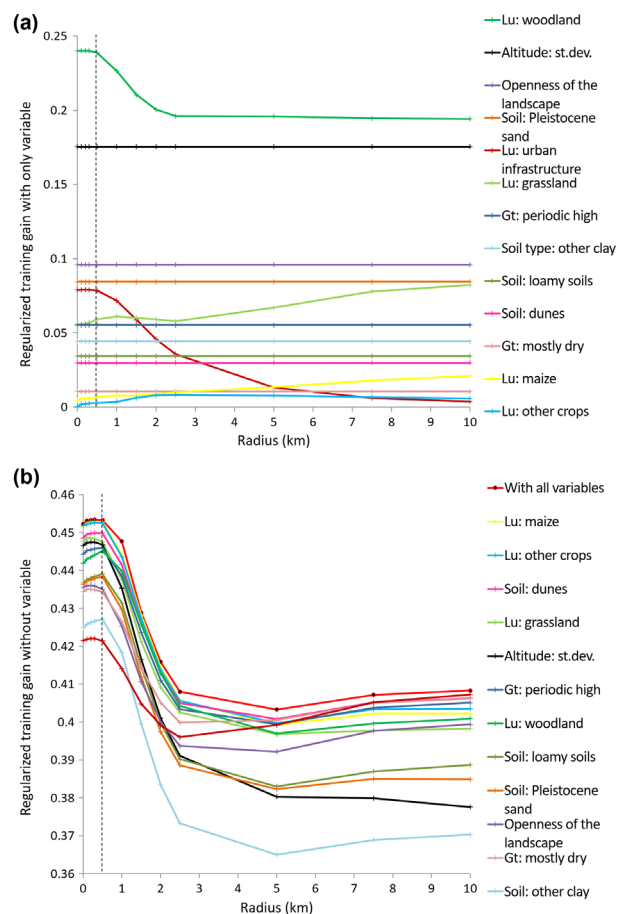 (a)
Regularized training gain with only variable
0.25
0.2
0.15
0.1
0.05
0
0
1
2
3
4
5
6
7
8
9
10
Radius (km)
Lu: woodland
Altitude: st.dev.
Openness of the
landscape
Soil: Pleistocene
sand
Lu: urban
infrastructure
Lu: grassland
Gt: periodic high
Soil type: other clay
Soil: loamy soils
Soil: dunes
Gt: mostly dry
Lu: maize
Lu: other crops
(b)
Regularized training gain without variable
0.46
0.45
0.44
0.43
0.42
0.41
0.4
0.39
0.38
0.37
0.36
0
1
2
3
4
5
6
7
8
9
10
Radius (km)
With all variables
Lu: maize
Lu: other crops
Soil: dunes
Lu: grassland
Altitude: st.dev.
Gt: periodic high
Lu: woodland
Soil: loamy soils
Soil: Pleistocene
sand
Openness of the
landscape
Gt: mostly dry
Soil: other clay